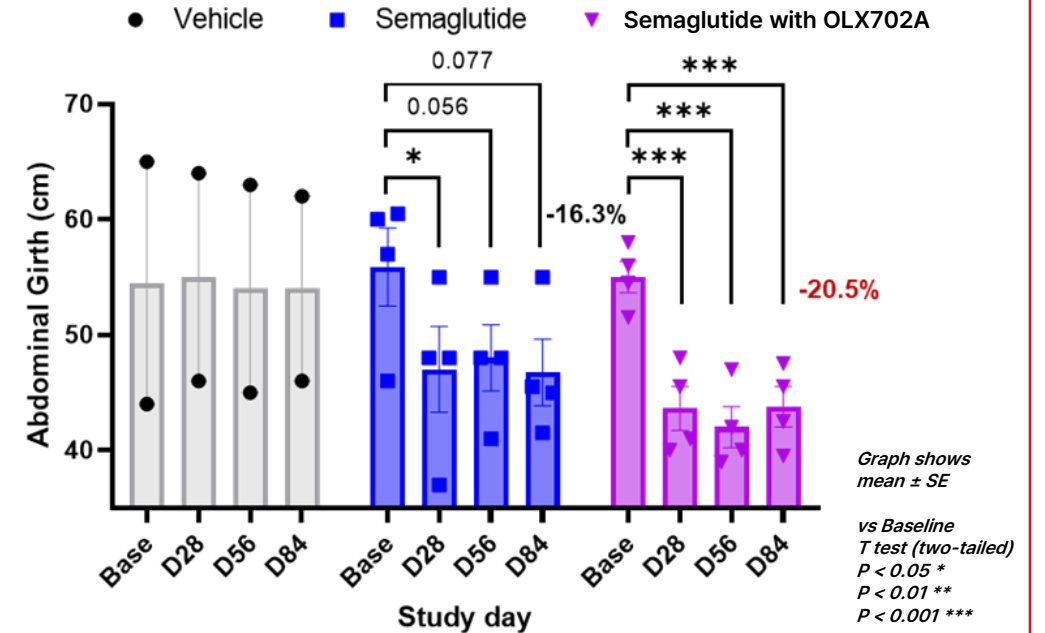 Vehicle Semaglutide Semaglutide with OLX702A
0.077 ***
0.056 ***
* ***
-16.3%
-20.5%
Abdominal Girth (cm)
70
60
50
40
Base D28 D56 D84 Base D28 D56 D84 Base D28 D56 D84
Study day
Graph shows
mean ± SE
vs Baseline
T test (two-tailed)
P < 0.05 *
P < 0.01 **
P < 0.001 ***